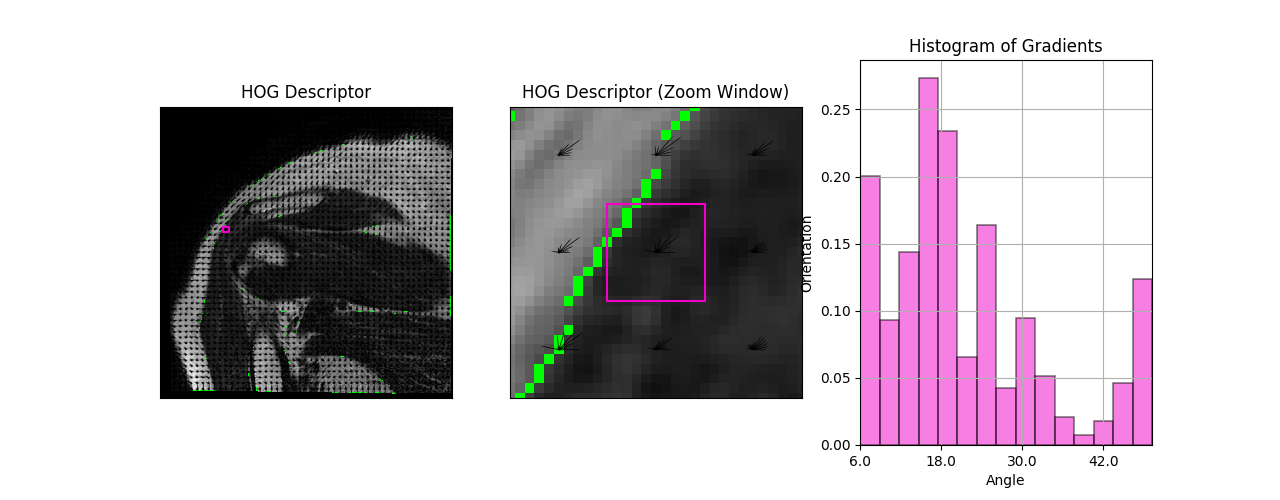 HOG Descriptor
HOG Descriptor (Zoom Window)
Histogram of Gradients
Orientation
0.25
0.20
0.15
0.10
0.05
0.00
6.0 18.0 30.0 42.0
Angle